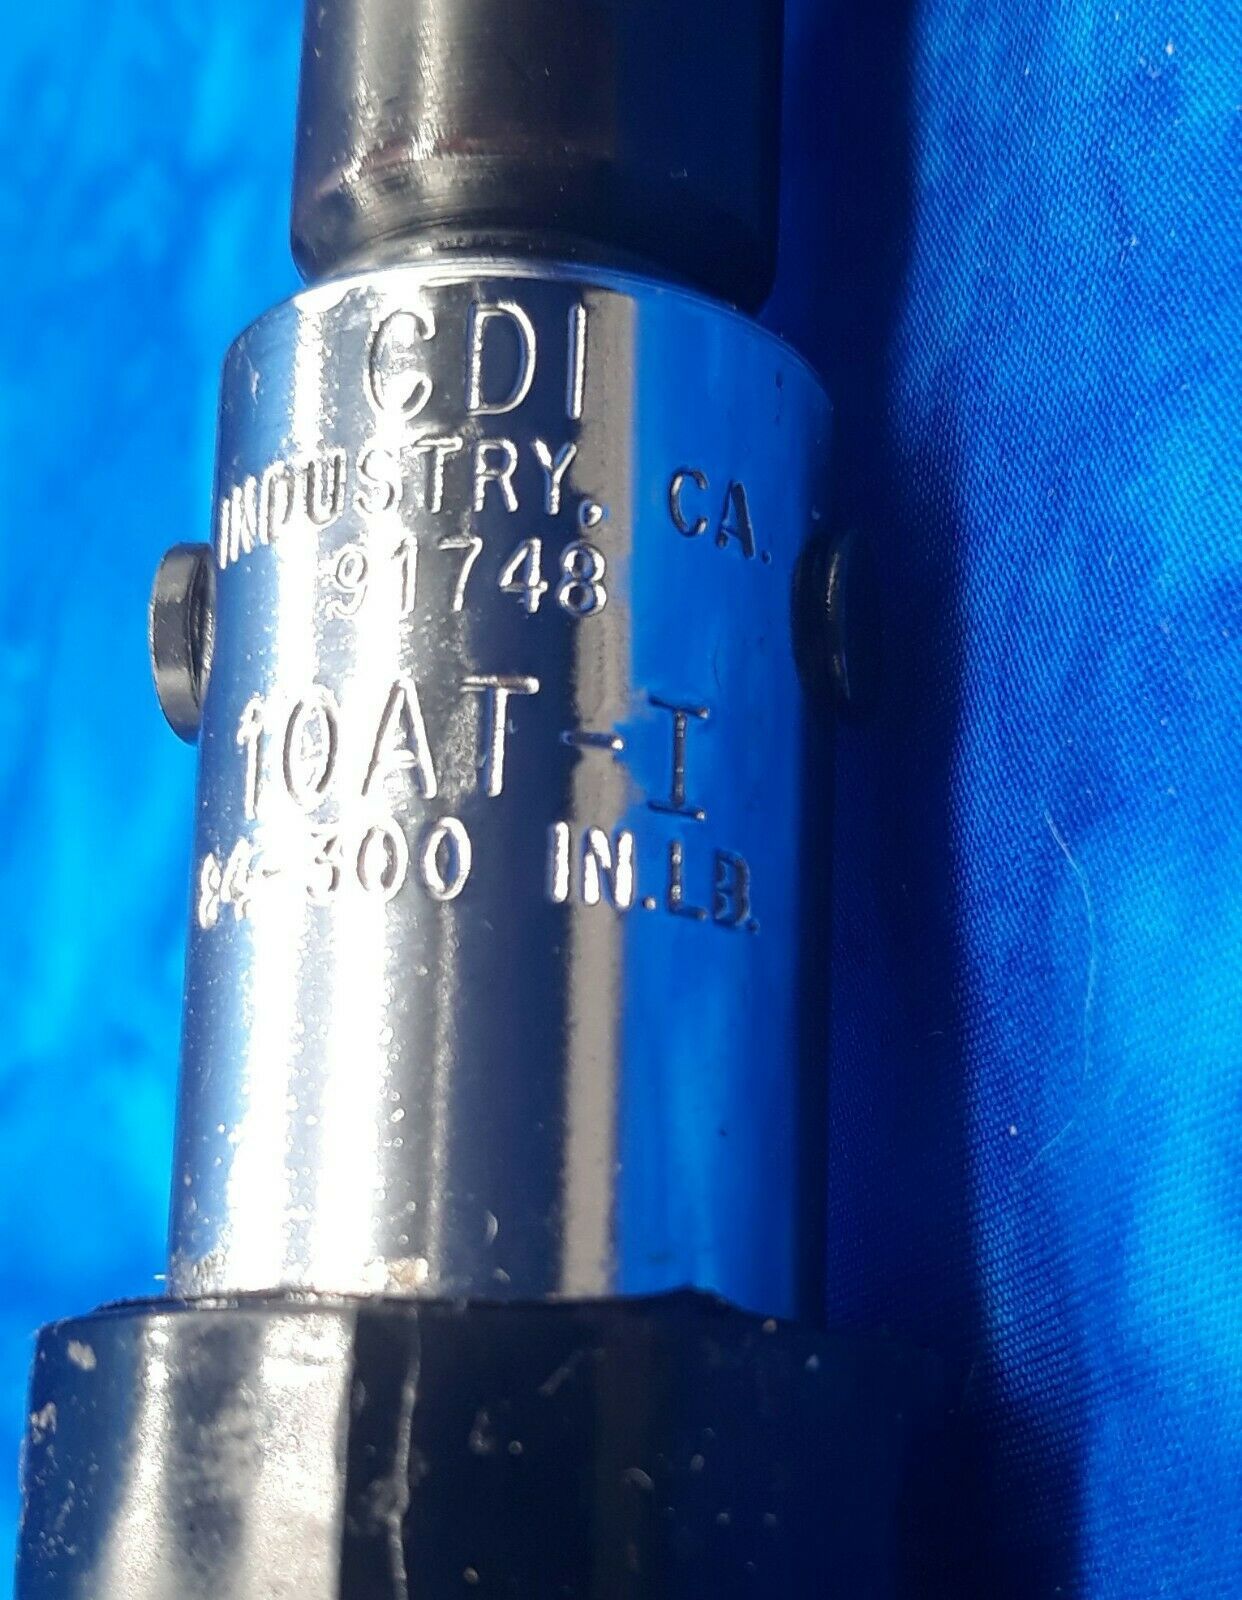 CDI
INDUSTRY, CA.
91748
10AT-I
84-300 IN.LB.